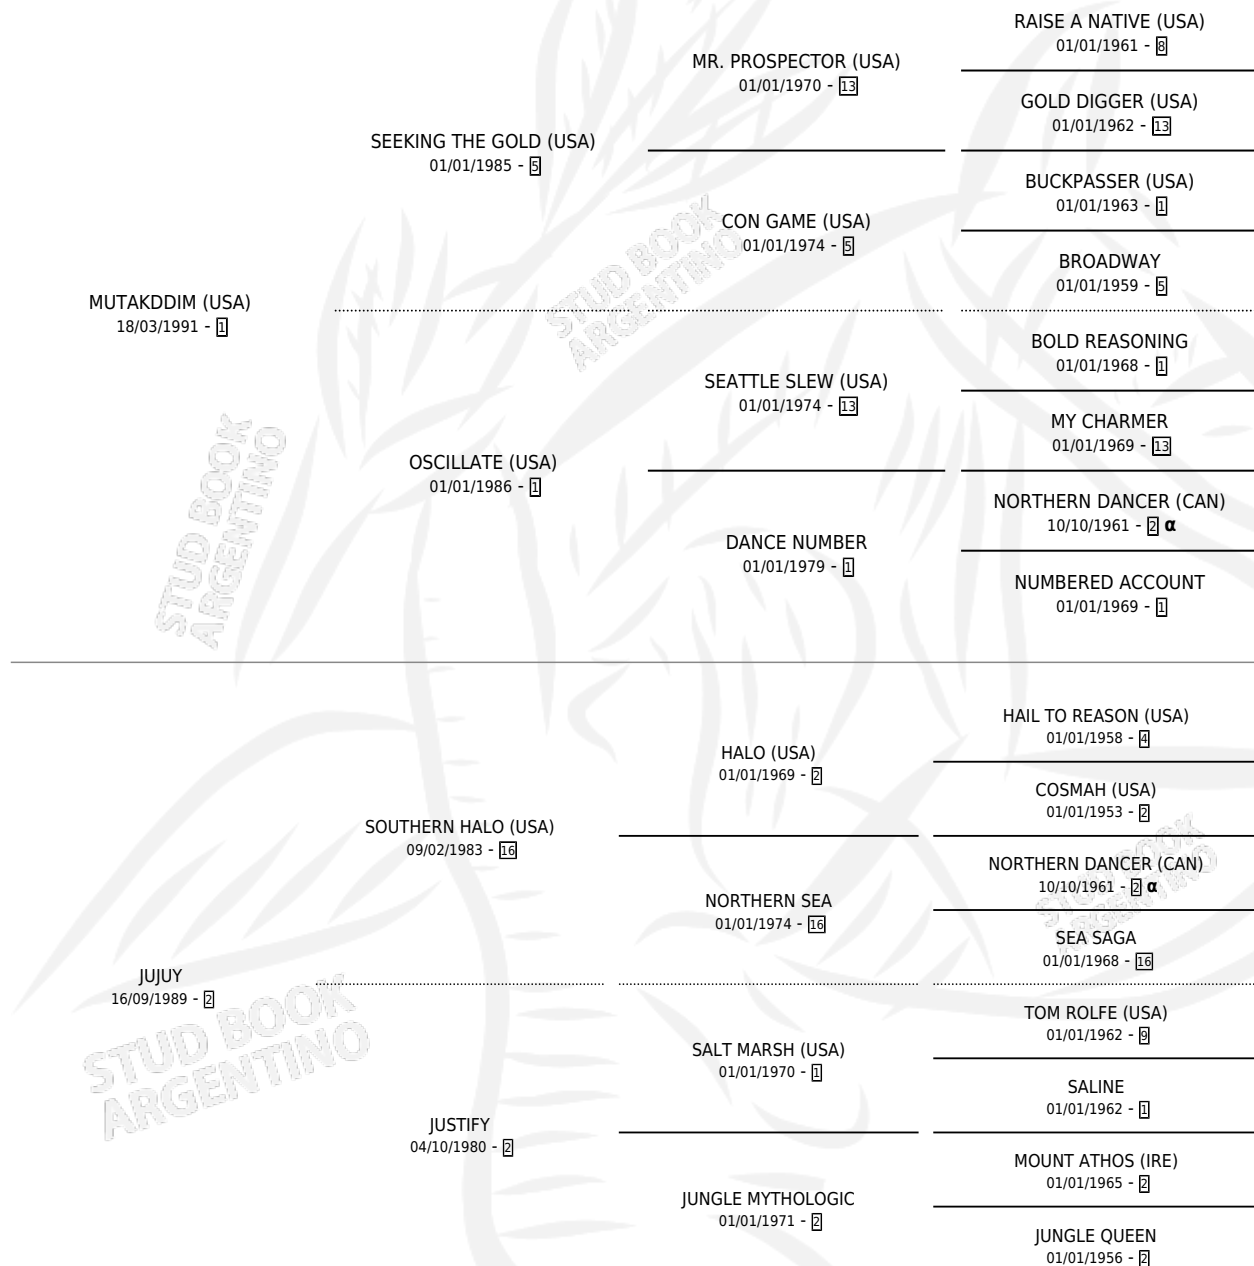 RAISE A NATIVE (USA)
01/01/1961 - 8
MR. PROSPECTOR (USA)
01/01/1970 - 13
GOLD DIGGER (USA)
01/01/1962 - 13
SEEKING THE GOLD (USA)
01/01/1985 - 5
BUCKPASSER (USA)
01/01/1963 - 1
CON GAME (USA)
01/01/1974 - 5
BROADWAY
01/01/1959 - 5
MUTAKDDIM (USA)
18/03/1991 - 1
BOLD REASONING
01/01/1968 - 1
SEATTLE SLEW (USA)
01/01/1974 - 13
MY CHARMER
01/01/1969 - 13
OSCILLATE (USA)
01/01/1986 - 1
NORTHERN DANCER (CAN)
10/10/1961 - 2 α
DANCE NUMBER
01/01/1979 - 1
NUMBERED ACCOUNT
01/01/1969 - 1
HAIL TO REASON (USA)
01/01/1958 - 4
HALO (USA)
01/01/1969 - 2
COSMAH (USA)
01/01/1953 - 2
SOUTHERN HALO (USA)
09/02/1983 - 16
NORTHERN DANCER (CAN)
10/10/1961 - 2 α
NORTHERN SEA
01/01/1974 - 16
SEA SAGA
01/01/1968 - 16
JUJUY
16/09/1989 - 2
TOM ROLFE (USA)
01/01/1962 - 9
SALT MARSH (USA)
01/01/1970 - 1
SALINE
01/01/1962 - 1
JUSTIFY
04/10/1980 - 2
MOUNT ATHOS (IRE)
01/01/1965 - 2
JUNGLE MYTHOLOGIC
01/01/1971 - 2
JUNGLE QUEEN
01/01/1956 - 2
STUD BOOK
ARGENTINO
STUD BOOK
ARGENTINO
STUD BOOK
ARGENTINO
STUD BOOK
ARGENTINO